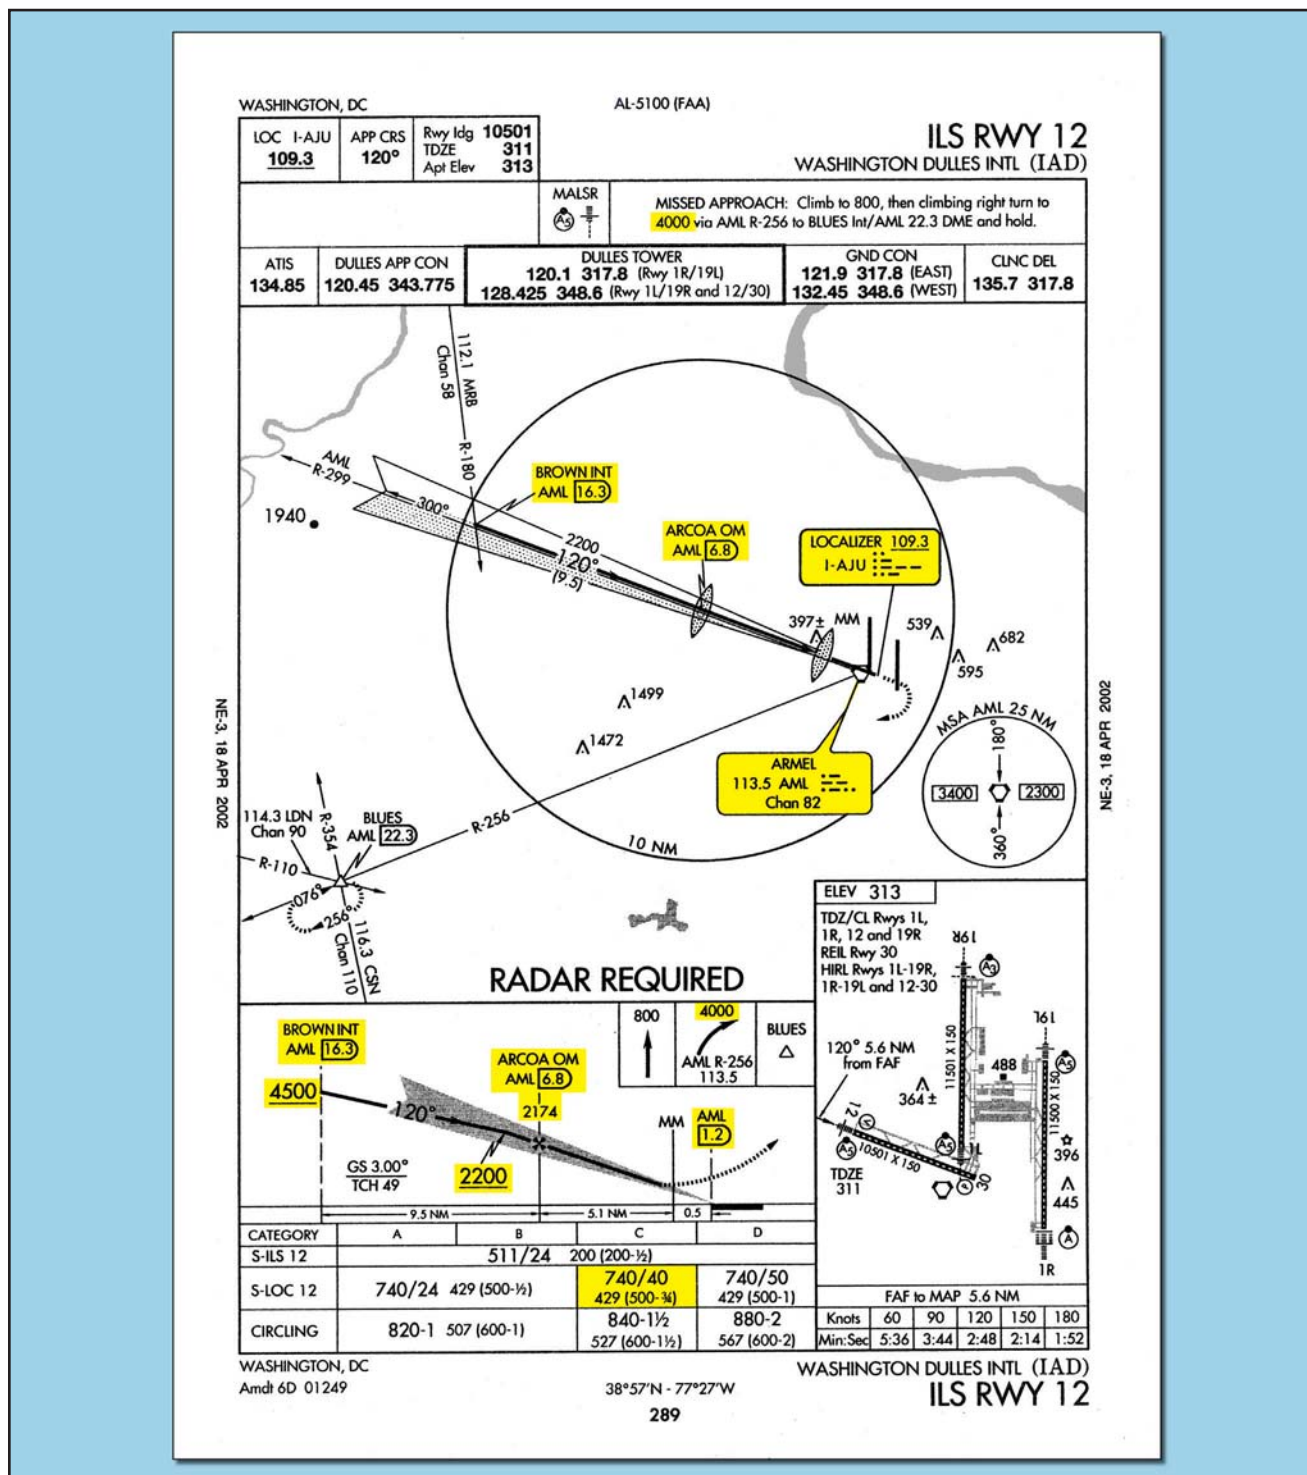 WASHINGTON, DC
AL-5100 (FAA)
LOC I-AJU
109.3
APP CRS
120°
Rwy ldg 10501
TDZE 311
Apt Elev 313
ILS RWY 12
WASHINGTON DULLES INTL (IAD)
MALSR
A5
MISSED APPROACH: Climb to 800, then climbing right turn to
4000 via AML R-256 to BLUES Int/AML 22.3 DME and hold.
ATIS
134.85
DULLES APP CON
120.45 343.775
DULLES TOWER
120.1 317.8 (Rwy 1R/19L)
128.425 348.6 (Rwy 1L/19R and 12/30)
GND CON
121.9 317.8 (EAST)
132.45 348.6 (WEST)
CLNC DEL
135.7 317.8
112.1 MRB
Chan 58
R-180
AML
R-299
300°
1940
BROWN INT
AML 16.3
2200
120°
(9.5)
ARCOA OM
AML 6.8
LOCALIZER 109.3
I-AJU
397±
MM
539
682
595
1499
1472
ARMEL
113.5 AML
Chan 82
MSA AML 25 NM
180°
3400
2300
360°
NE-3, 18 APR 2002
NE-3, 18 APR 2002
114.3 LDN
Chan 90
R-110
R-354
BLUES
AML 22.3
R-256
10 NM
076°
256°
116.3 CSN
Chan 110
RADAR REQUIRED
BROWN INT
AML 16.3
4500
120°
GS 3.00°
TCH 49
2200
ARCOA OM
AML 6.8
2174
800
4000
AML R-256
113.5
BLUES
MM
AML
1.2
9.5 NM
5.1 NM
0.5
ELEV 313
TDZ/CL Rwys 1L,
1R, 12 and 19R
REIL Rwy 30
HIRL Rwys 1L-19R,
1R-19L and 12-30
19R
A3
19L
A5
120° 5.6 NM
from FAF
364±
488
11501 X 150
11500 X 150
12
V
A5
10501 X 150
A5
1L
P
30
TDZE
311
396
445
A
1R
CATEGORY A B C D
S-ILS 12 511/24 200 (200-½)
S-LOC 12 740/24 429 (500-½) 740/40 429 (500-¾) 740/50 429 (500-1)
CIRCLING 820-1 507 (600-1) 840-1½ 527 (600-1½) 880-2 567 (600-2)
FAF to MAP 5.6 NM
Knots 60 90 120 150 180
Min:Sec 5:36 3:44 2:48 2:14 1:52
WASHINGTON, DC
Amdt 6D 01249
38°57'N - 77°27'W
289
WASHINGTON DULLES INTL (IAD)
ILS RWY 12